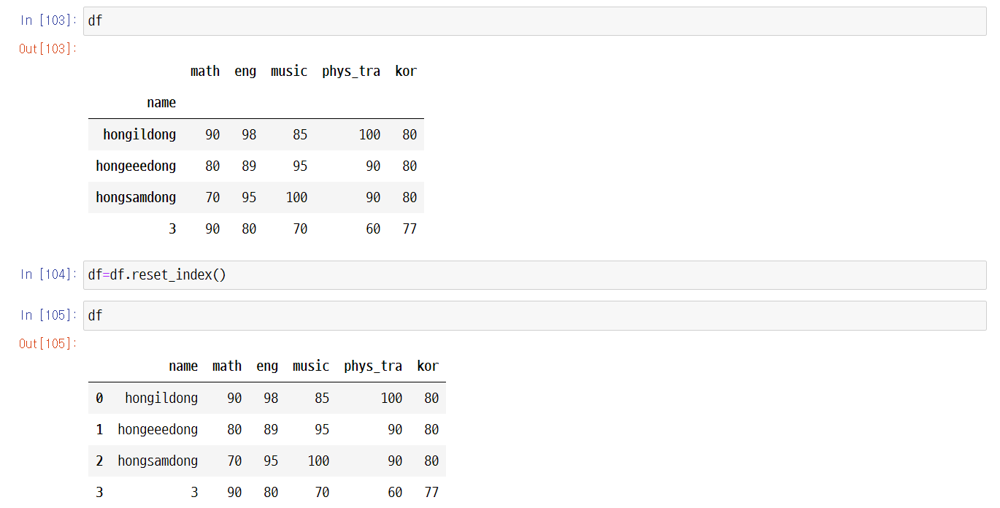 In [103]: df
Out[103]:
math eng music phys_tra kor
name
hongildong 90 98 85 100 80
hongeeedong 80 89 95 90 80
hongsamdong 70 95 100 90 80
3 90 80 70 60 77
In [104]: df=df.reset_index()
In [105]: df
Out[105]:
name math eng music phys_tra kor
0 hongildong 90 98 85 100 80
1 hongeeedong 80 89 95 90 80
2 hongsamdong 70 95 100 90 80
3 3 90 80 70 60 77